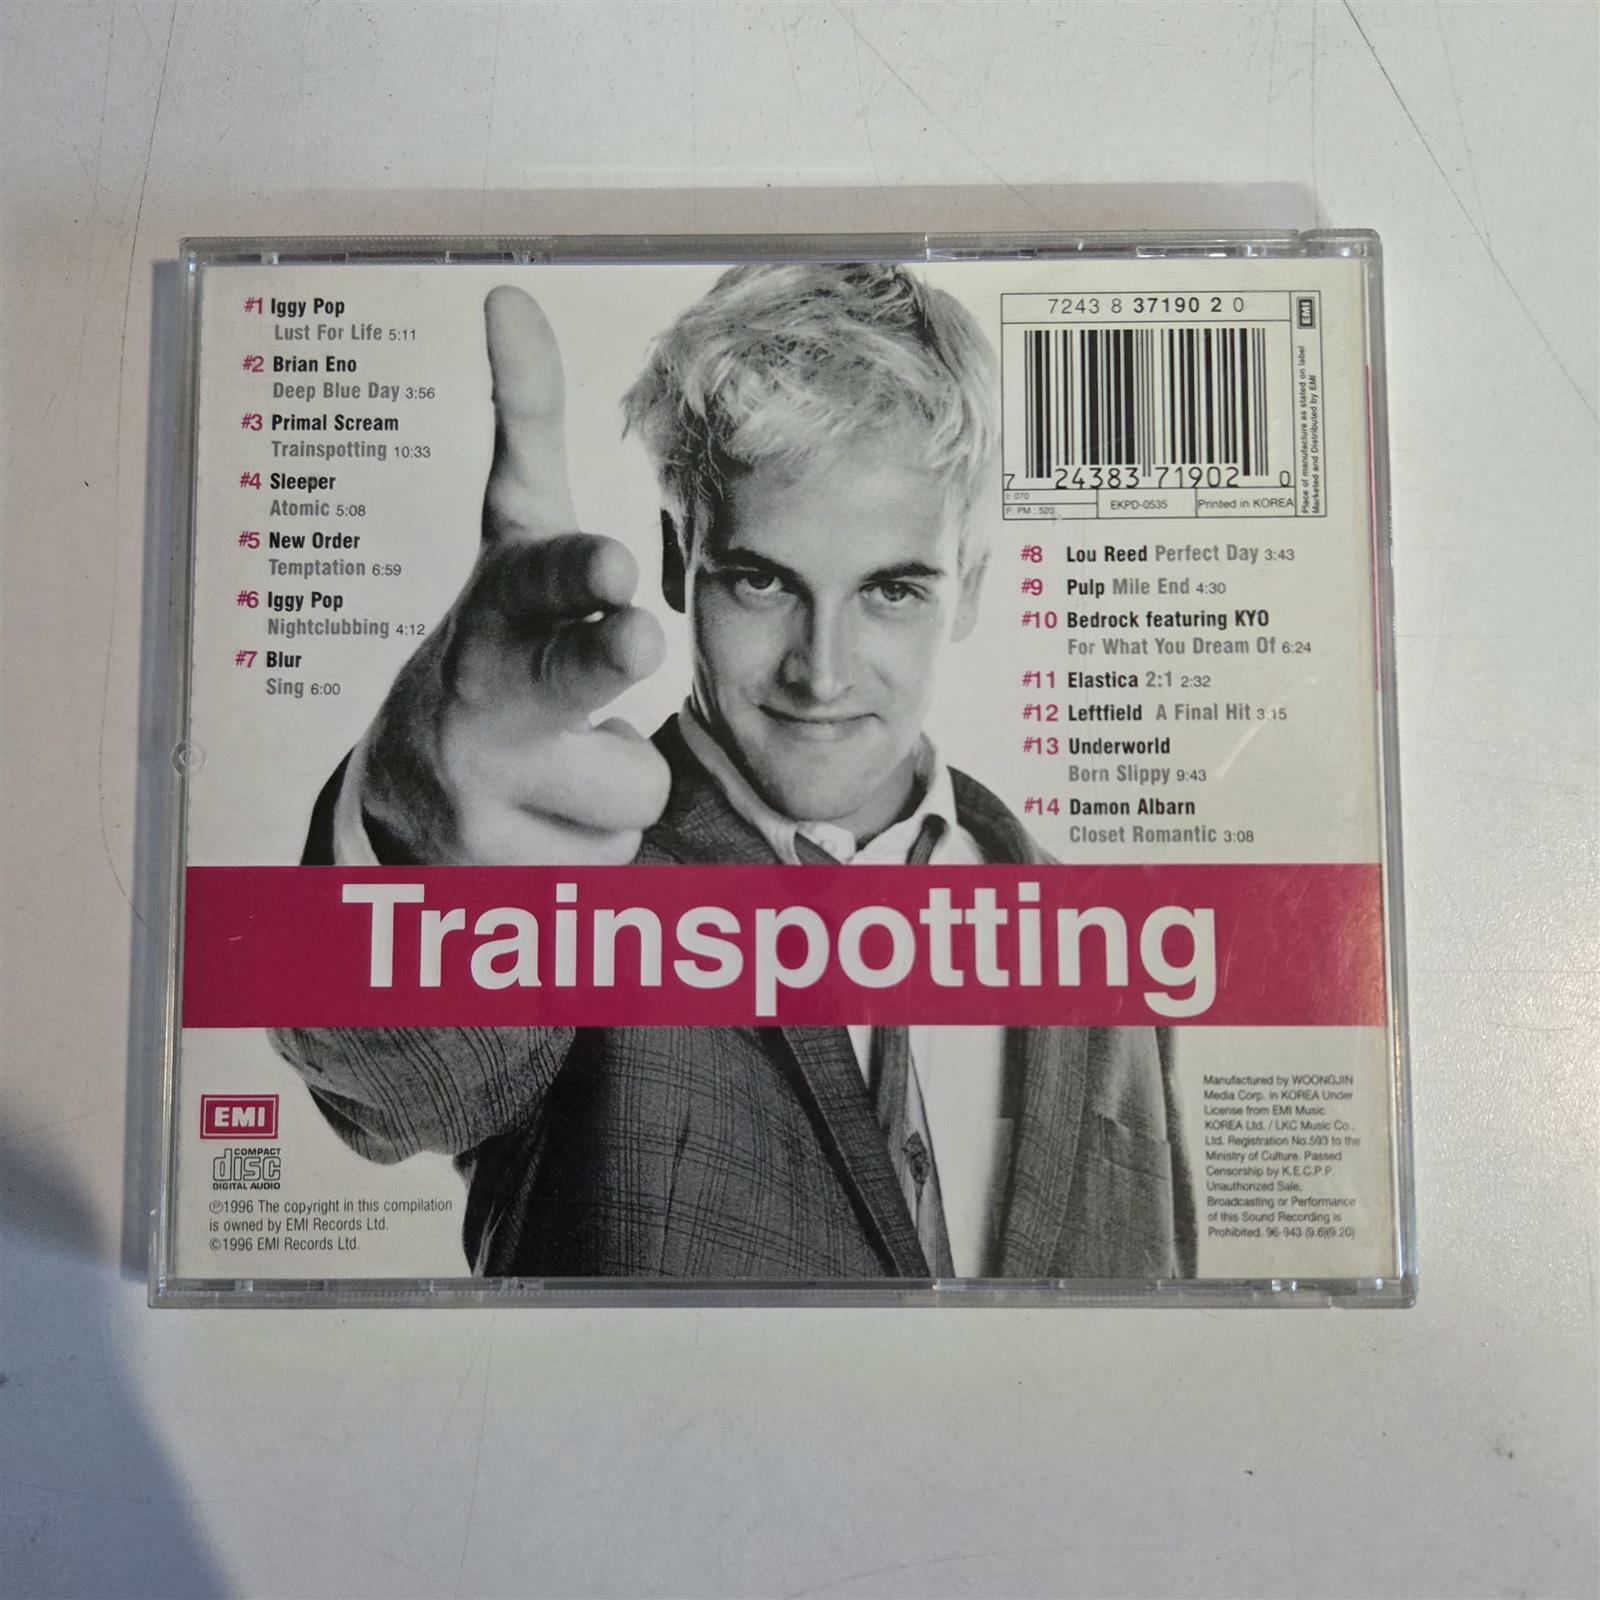 #1 Iggy Pop
Lust For Life 5:11
#2 Brian Eno
Deep Blue Day 3:56
#3 Primal Scream
Trainspotting 10:33
#4 Sleeper
Atomic 5:08
#5 New Order
Temptation 6:59
#6 Iggy Pop
Nightclubbing 4:12
#7 Blur
Sing 6:00
7243 8 37190 2 0
7 24383 71902 0
I: 070
F: PM : 520
EKPD-0535
Printed in KOREA
EMI
Place of manufacture as stated on label
Marketed and Distributed by EMI
#8 Lou Reed Perfect Day 3:43
#9 Pulp Mile End 4:30
#10 Bedrock featuring KYO
For What You Dream Of 6:24
#11 Elastica 2:1 2:32
#12 Leftfield A Final Hit 3:15
#13 Underworld
Born Slippy 9:43
#14 Damon Albarn
Closet Romantic 3:08
Trainspotting
EMI
COMPACT
disc
DIGITAL AUDIO
℗1996 The copyright in this compilation
is owned by EMI Records Ltd.
©1996 EMI Records Ltd.
Manufactured by WOONGJIN
Media Corp. in KOREA Under
License from EMI Music
KOREA Ltd. / LKC Music Co.,
Ltd. Registration No.593 to the
Ministry of Culture. Passed
Censorship by K.E.C.P.P.
Unauthorized Sale,
Broadcasting or Performance
of this Sound Recording is
Prohibited. 96-943 (9.6)(9.20)